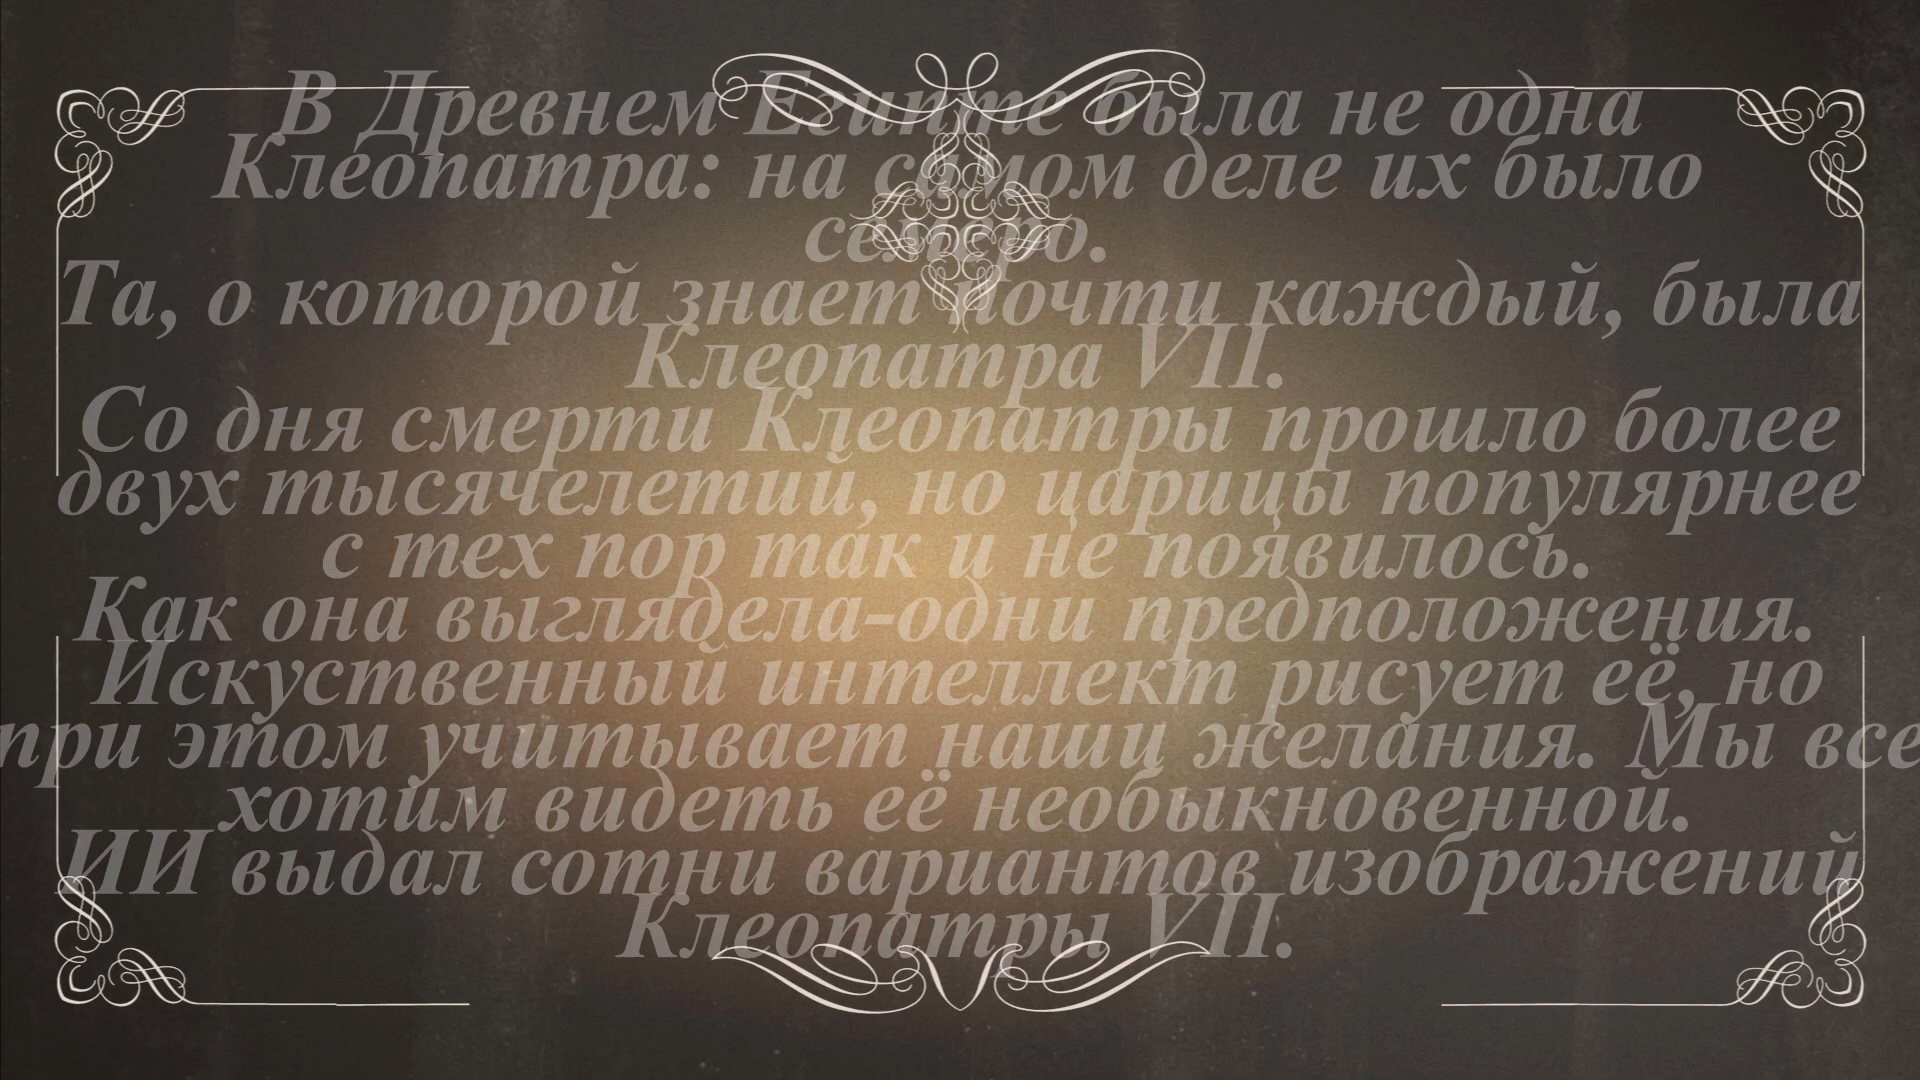 В Древнем Египте была не одна
Клеопатра: на самом деле их было
семеро.
Та, о которой знает почти каждый, была
Клеопатра VII.
Со дня смерти Клеопатры прошло более
двух тысячелетий, но царицы популярнее
с тех пор так и не появилось.
Как она выглядела-одни предположения.
Искуственный интеллект рисует её, но
при этом учитывает наши желания. Мы все
хотим видеть её необыкновенной.
ИИ выдал сотни вариантов изображений
Клеопатры VII.